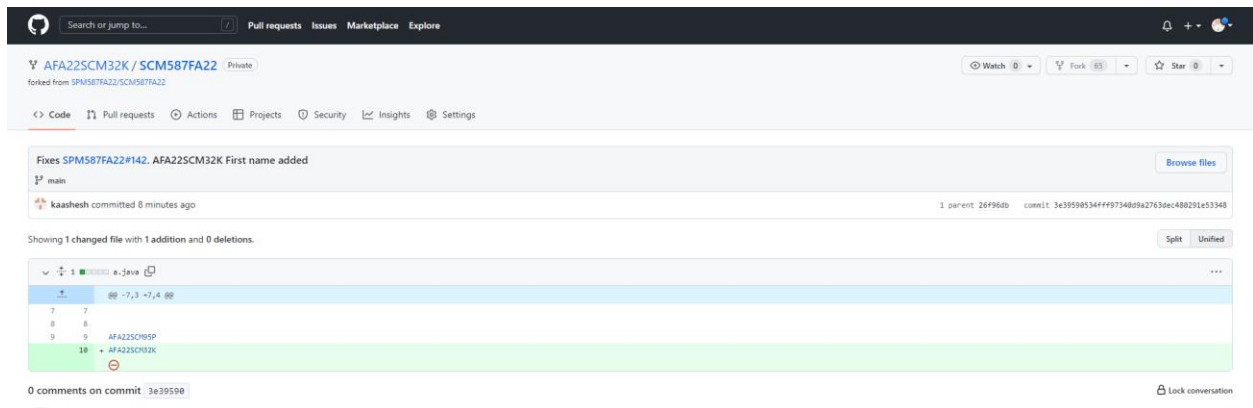 Search or jump to... / Pull requests Issues Marketplace Explore
AFA22SCM32K / SCM587FA22 Private
Watch 0 Fork 65 Star 0
forked from SPM587FA22/SCM587FA22
<> Code Pull requests Actions Projects Security Insights Settings
Fixes SPM587FA22#142. AFA22SCM32K First name added
Browse files
main
kaashesh committed 8 minutes ago
1 parent 26f96db commit 3e39590534fff97340d9a2763dec480291e53348
Showing 1 changed file with 1 addition and 0 deletions.
Split Unified
1 a.java
@@ -7,3 +7,4 @@
7 7
8 8
9 9 AFA22SCM95P
10 + AFA22SCM32K
0 comments on commit 3e39590
Lock conversation